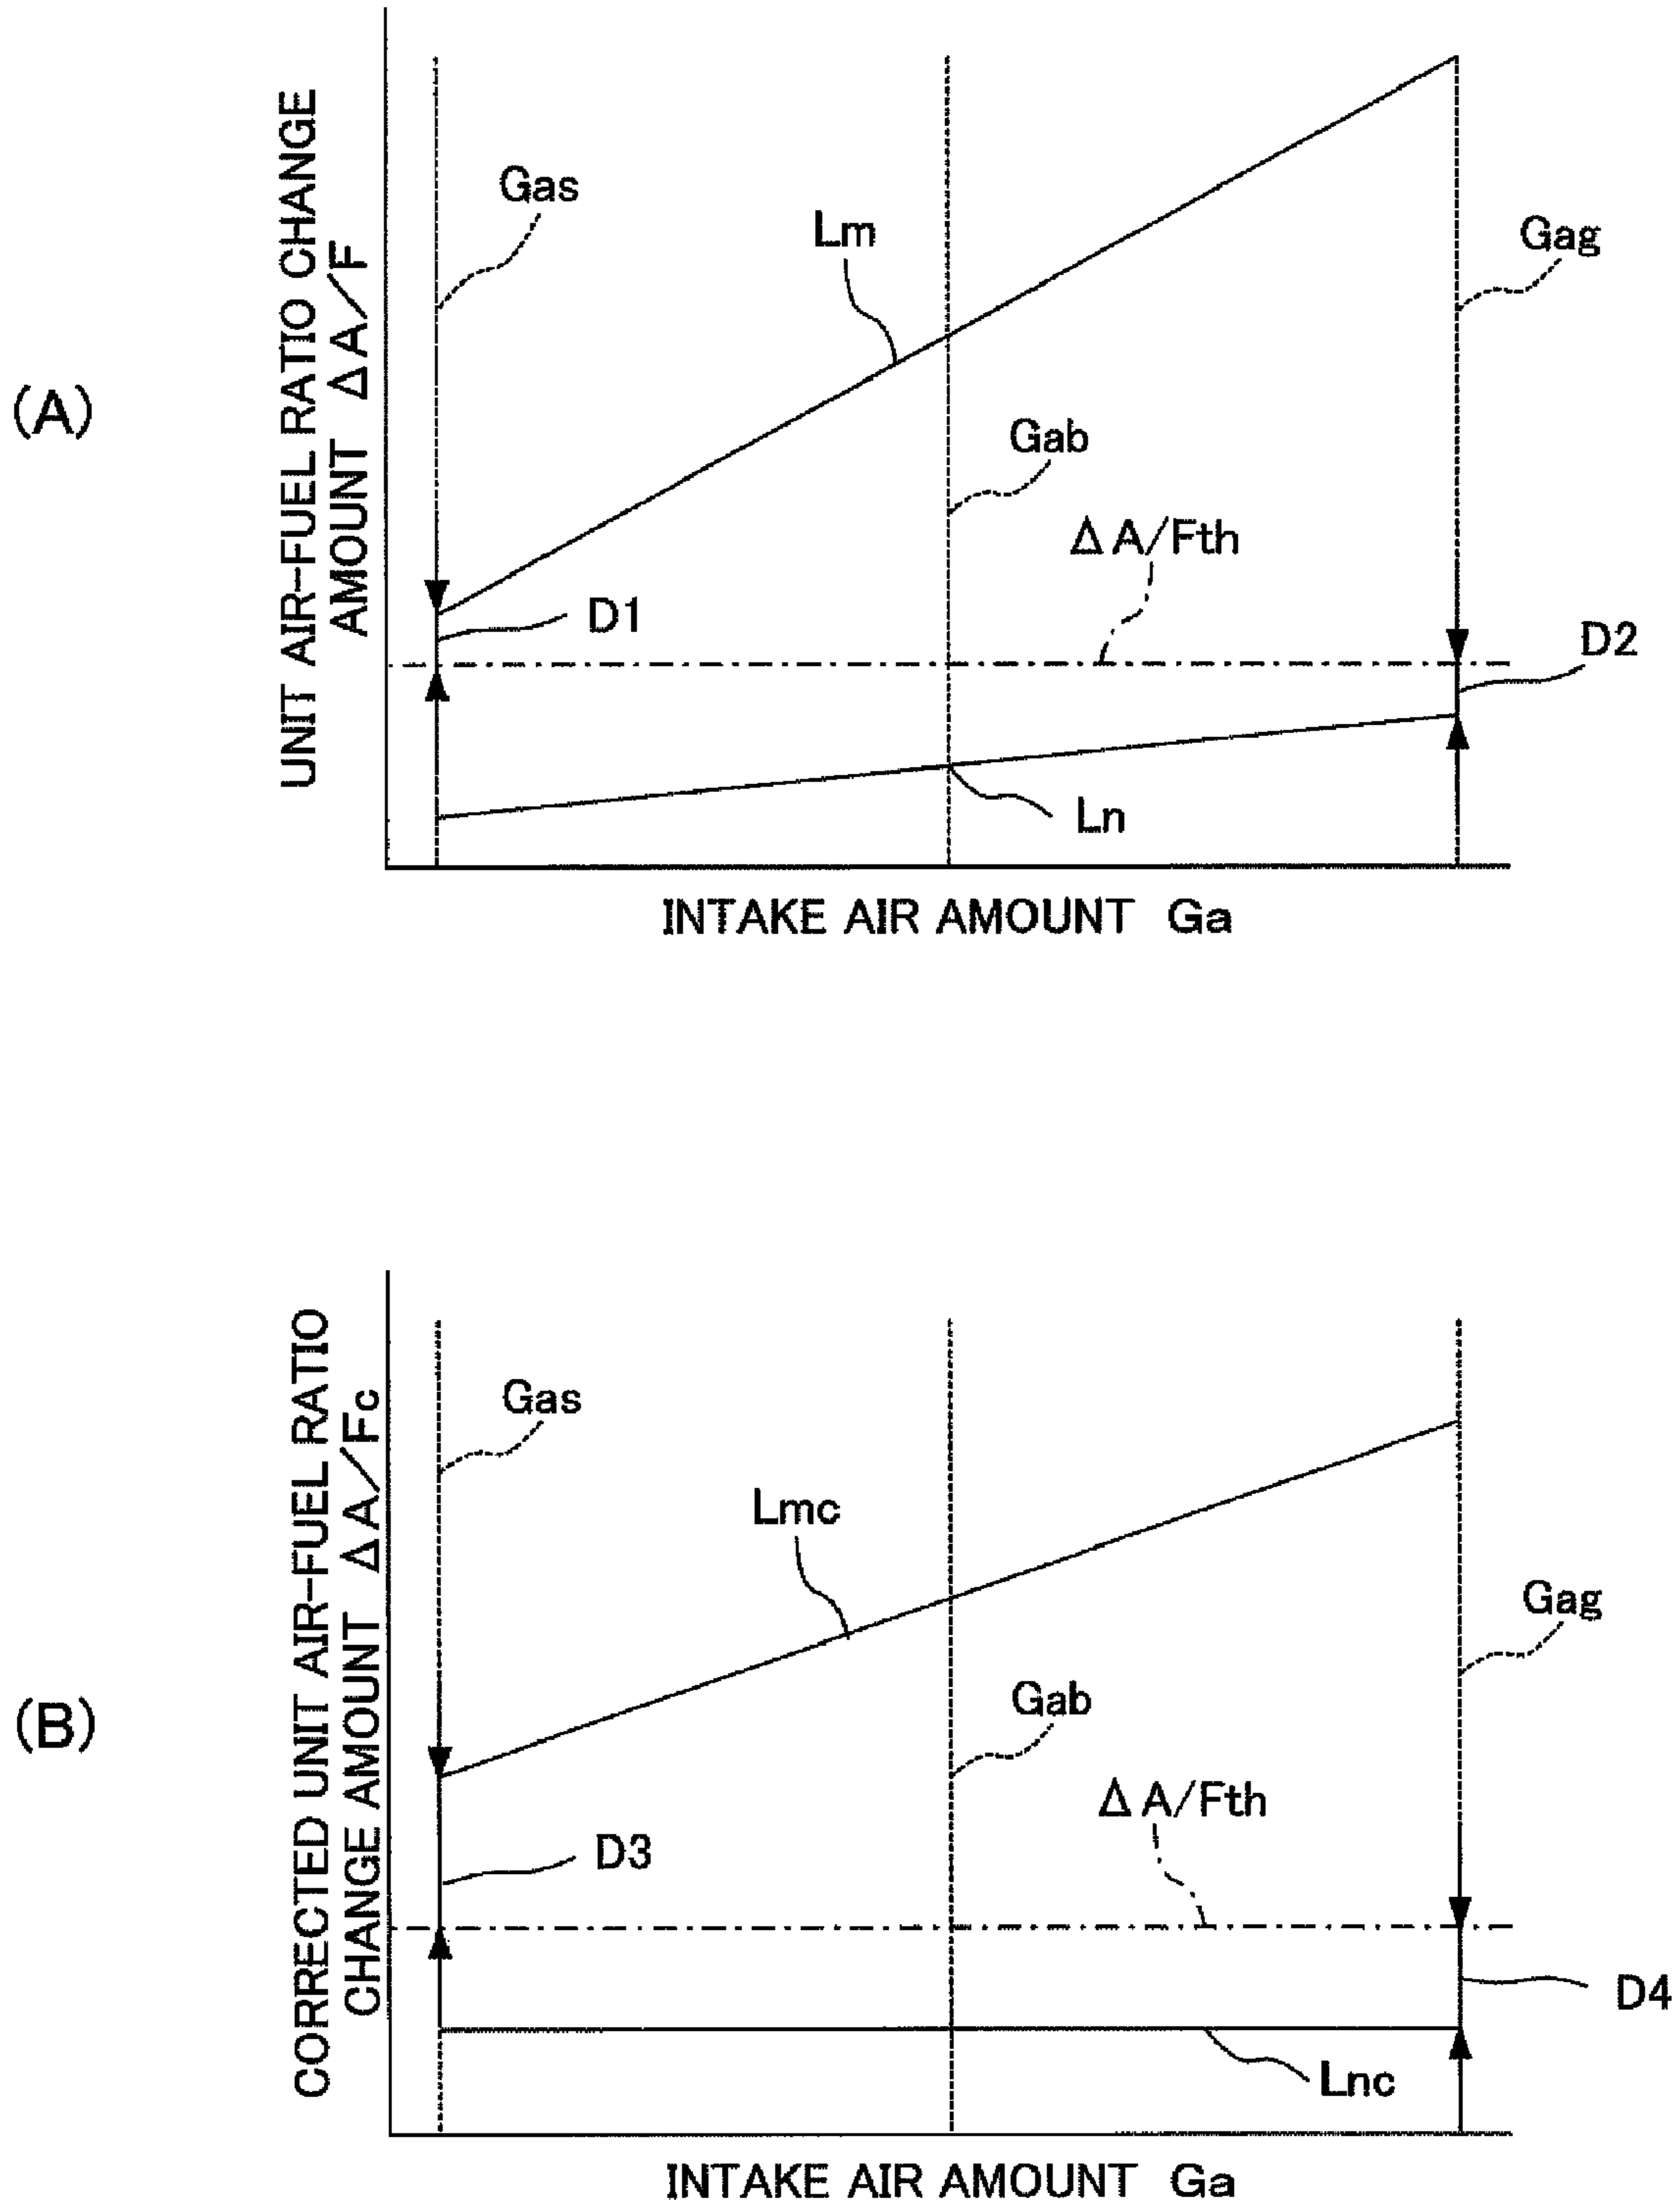 (A)
UNIT AIR-FUEL RATIO CHANGE
AMOUNT ΔA/F
Gas
Lm
Gag
Gab
ΔA/Fth
D1
D2
Ln
INTAKE AIR AMOUNT Ga
(B)
CORRECTED UNIT AIR-FUEL RATIO
CHANGE AMOUNT ΔA/Fc
Gas
Lmc
Gag
Gab
ΔA/Fth
D3
D4
Lnc
INTAKE AIR AMOUNT Ga